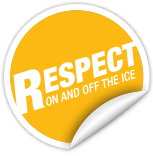 RESPECT
ON AND OFF THE ICE